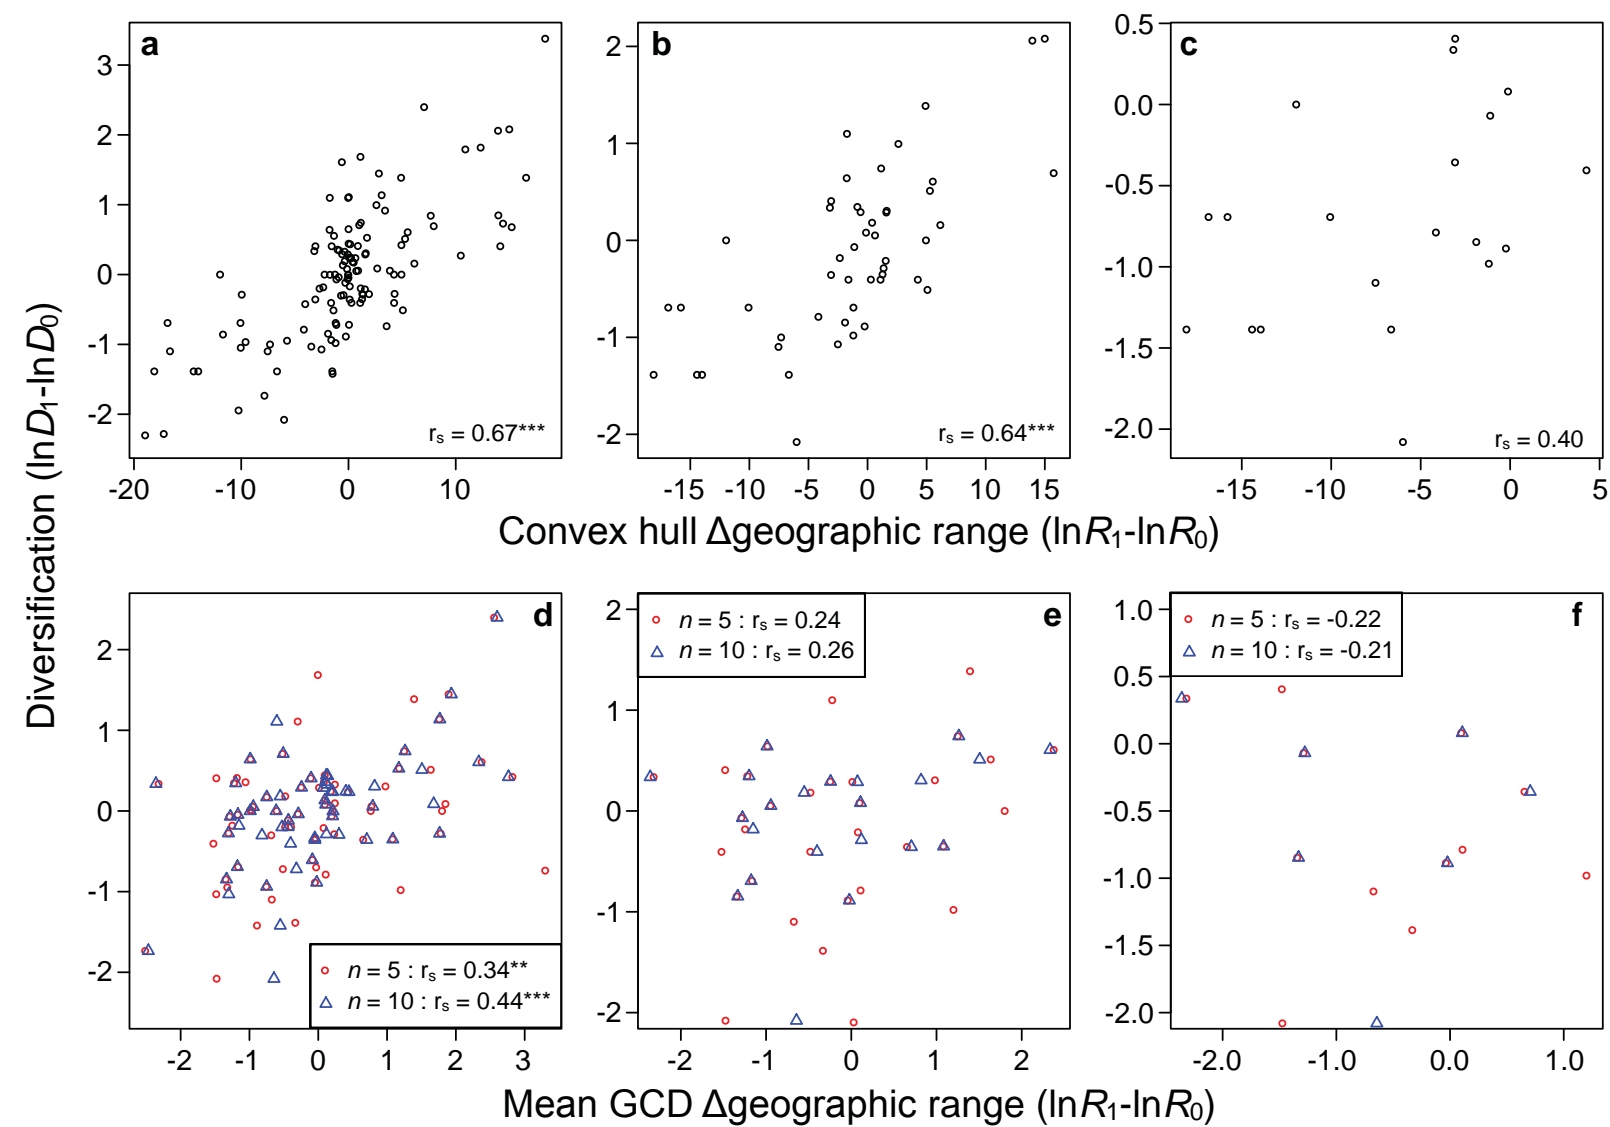 a
b
c
3
2
1
0
-1
-2
rₛ = 0.67***
-20 -10 0 10
2
1
0
-1
-2
rₛ = 0.64***
-15 -10 -5 0 5 10 15
0.5
0.0
-0.5
-1.0
-1.5
-2.0
rₛ = 0.40
-15 -10 -5 0 5
Convex hull Δgeographic range (lnR₁-lnR₀)
Diversification (lnD₁-lnD₀)
d
2
1
0
-1
-2
n = 5 : rₛ = 0.34**
n = 10 : rₛ = 0.44***
-2 -1 0 1 2 3
e
n = 5 : rₛ = 0.24
n = 10 : rₛ = 0.26
2
1
0
-1
-2
-2 -1 0 1 2
f
n = 5 : rₛ = -0.22
n = 10 : rₛ = -0.21
1.0
0.5
0.0
-0.5
-1.0
-1.5
-2.0
-2.0 -1.0 0.0 1.0
Mean GCD Δgeographic range (lnR₁-lnR₀)